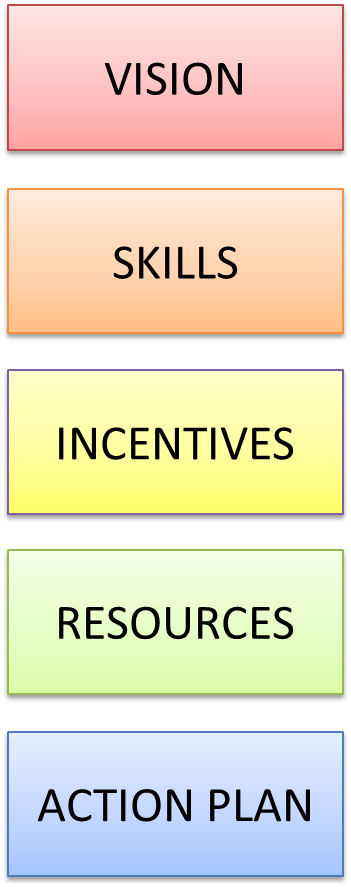 VISION
SKILLS
INCENTIVES
RESOURCES
ACTION PLAN